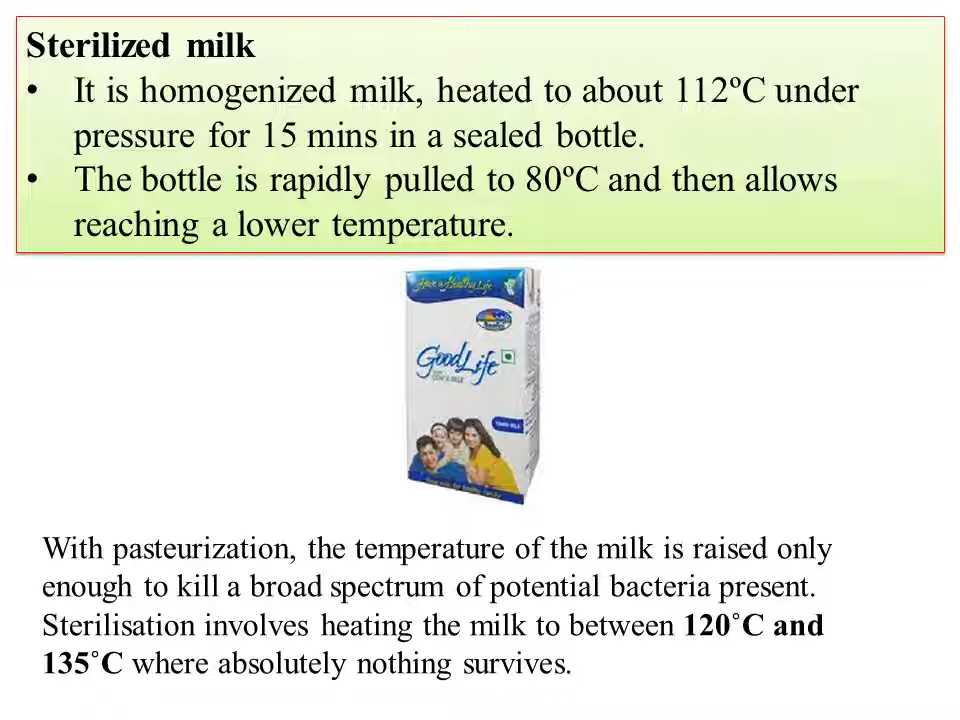 Sterilized milk
• It is homogenized milk, heated to about 112ºC under
pressure for 15 mins in a sealed bottle.
• The bottle is rapidly pulled to 80ºC and then allows
reaching a lower temperature.
Have a Healthy Life
GoodLife
With pasteurization, the temperature of the milk is raised only
enough to kill a broad spectrum of potential bacteria present.
Sterilisation involves heating the milk to between 120˚C and
135˚C where absolutely nothing survives.